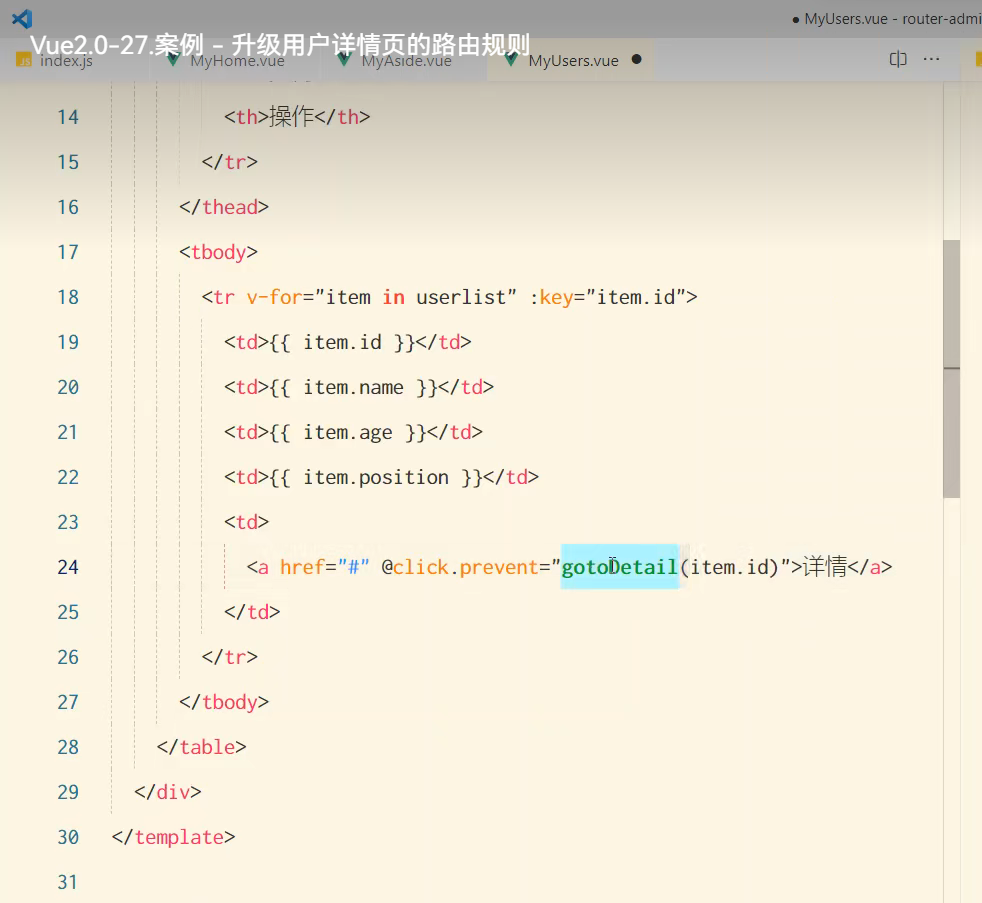 ● MyUsers.vue - router-admi
Vue2.0-27.案例 - 升级用户详情页的路由规则
JS index.js MyHome.vue MyAside.vue MyUsers.vue ● ···
14 <th>操作</th>
15 </tr>
16 </thead>
17 <tbody>
18 <tr v-for="item in userlist" :key="item.id">
19 <td>{{ item.id }}</td>
20 <td>{{ item.name }}</td>
21 <td>{{ item.age }}</td>
22 <td>{{ item.position }}</td>
23 <td>
24 <a href="#" @click.prevent="gotoDetail(item.id)">详情</a>
25 </td>
26 </tr>
27 </tbody>
28 </table>
29 </div>
30 </template>
31